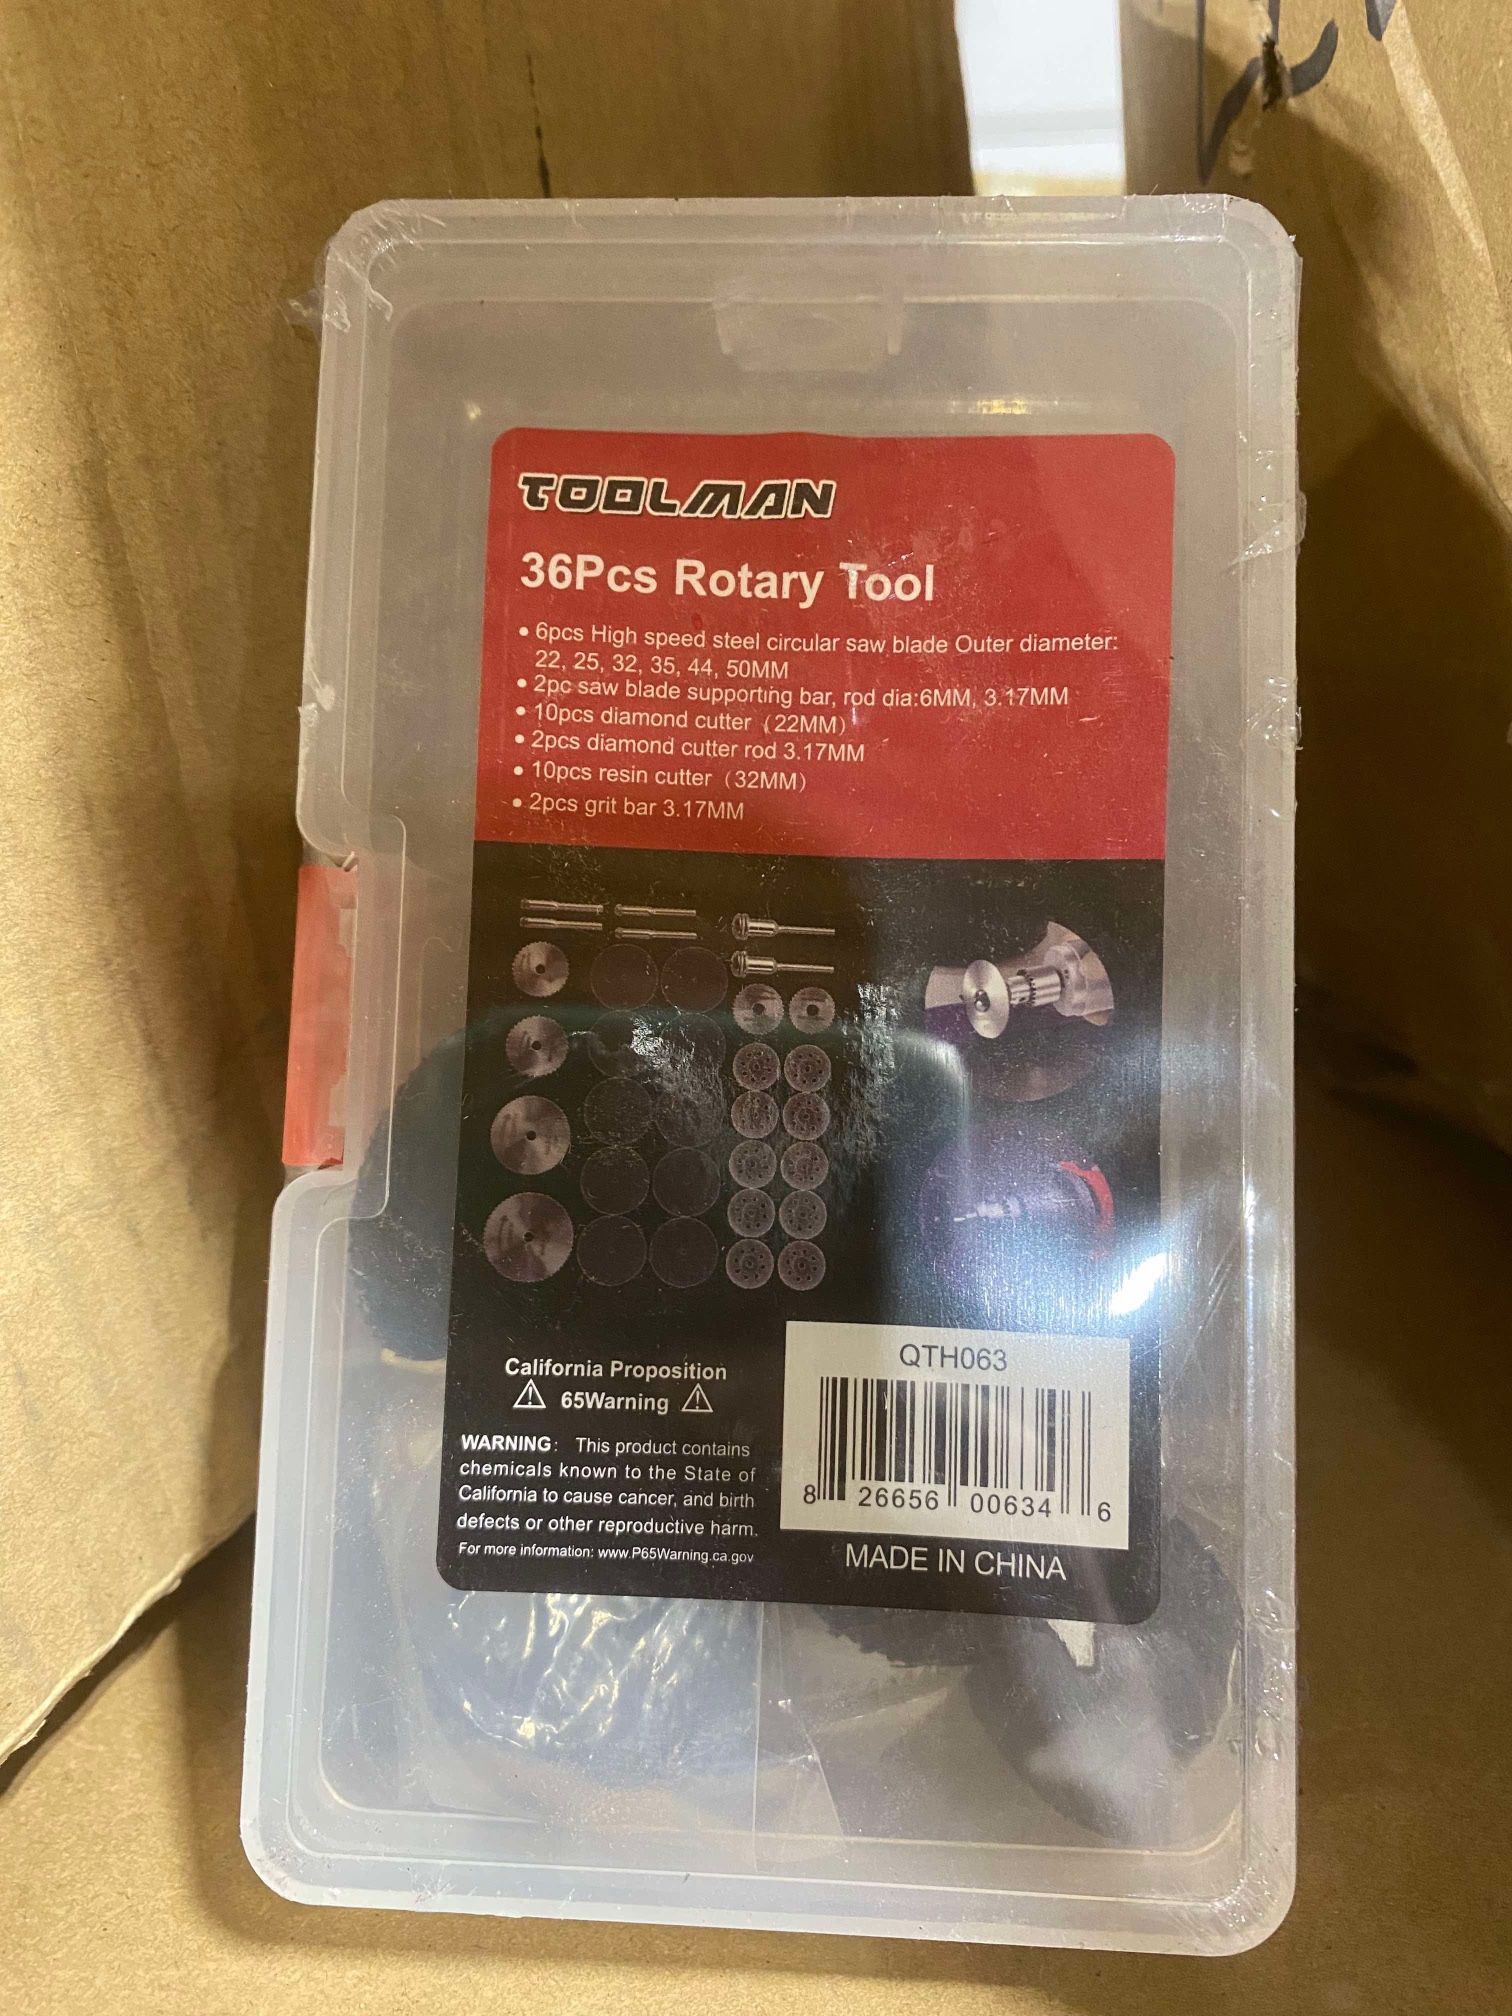 TOOLMAN
36Pcs Rotary Tool
• 6pcs High speed steel circular saw blade Outer diameter:
22, 25, 32, 35, 44, 50MM
• 2pc saw blade supporting bar, rod dia:6MM, 3.17MM
• 10pcs diamond cutter (22MM)
• 2pcs diamond cutter rod 3.17MM
• 10pcs resin cutter (32MM)
• 2pcs grit bar 3.17MM
California Proposition
65Warning
WARNING: This product contains
chemicals known to the State of
California to cause cancer, and birth
defects or other reproductive harm.
For more information: www.P65Warning.ca.gov
QTH063
8 26656 00634 6
MADE IN CHINA